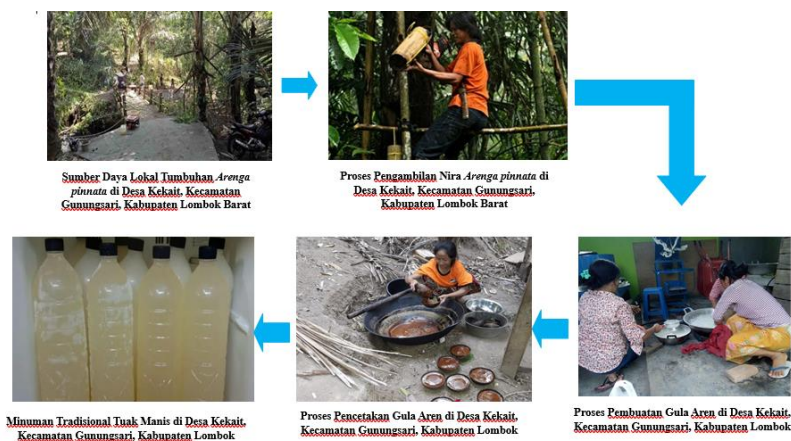 Sumber Daya Lokal Tumbuhan Arenga
pinnata di Desa Kekait, Kecamatan
Gunungsari, Kabupaten Lombok Barat
Proses Pengambilan Nira Arenga pinnata di
Desa Kekait, Kecamatan Gunungsari,
Kabupaten Lombok Barat
Proses Pembuatan Gula Aren di Desa Kekait,
Kecamatan Gunungsari, Kabupaten Lombok
Proses Pencetakan Gula Aren di Desa Kekait,
Kecamatan Gunungsari, Kabupaten Lombok
Minuman Tradisional Tuak Manis di Desa Kekait,
Kecamatan Gunungsari, Kabupaten Lombok